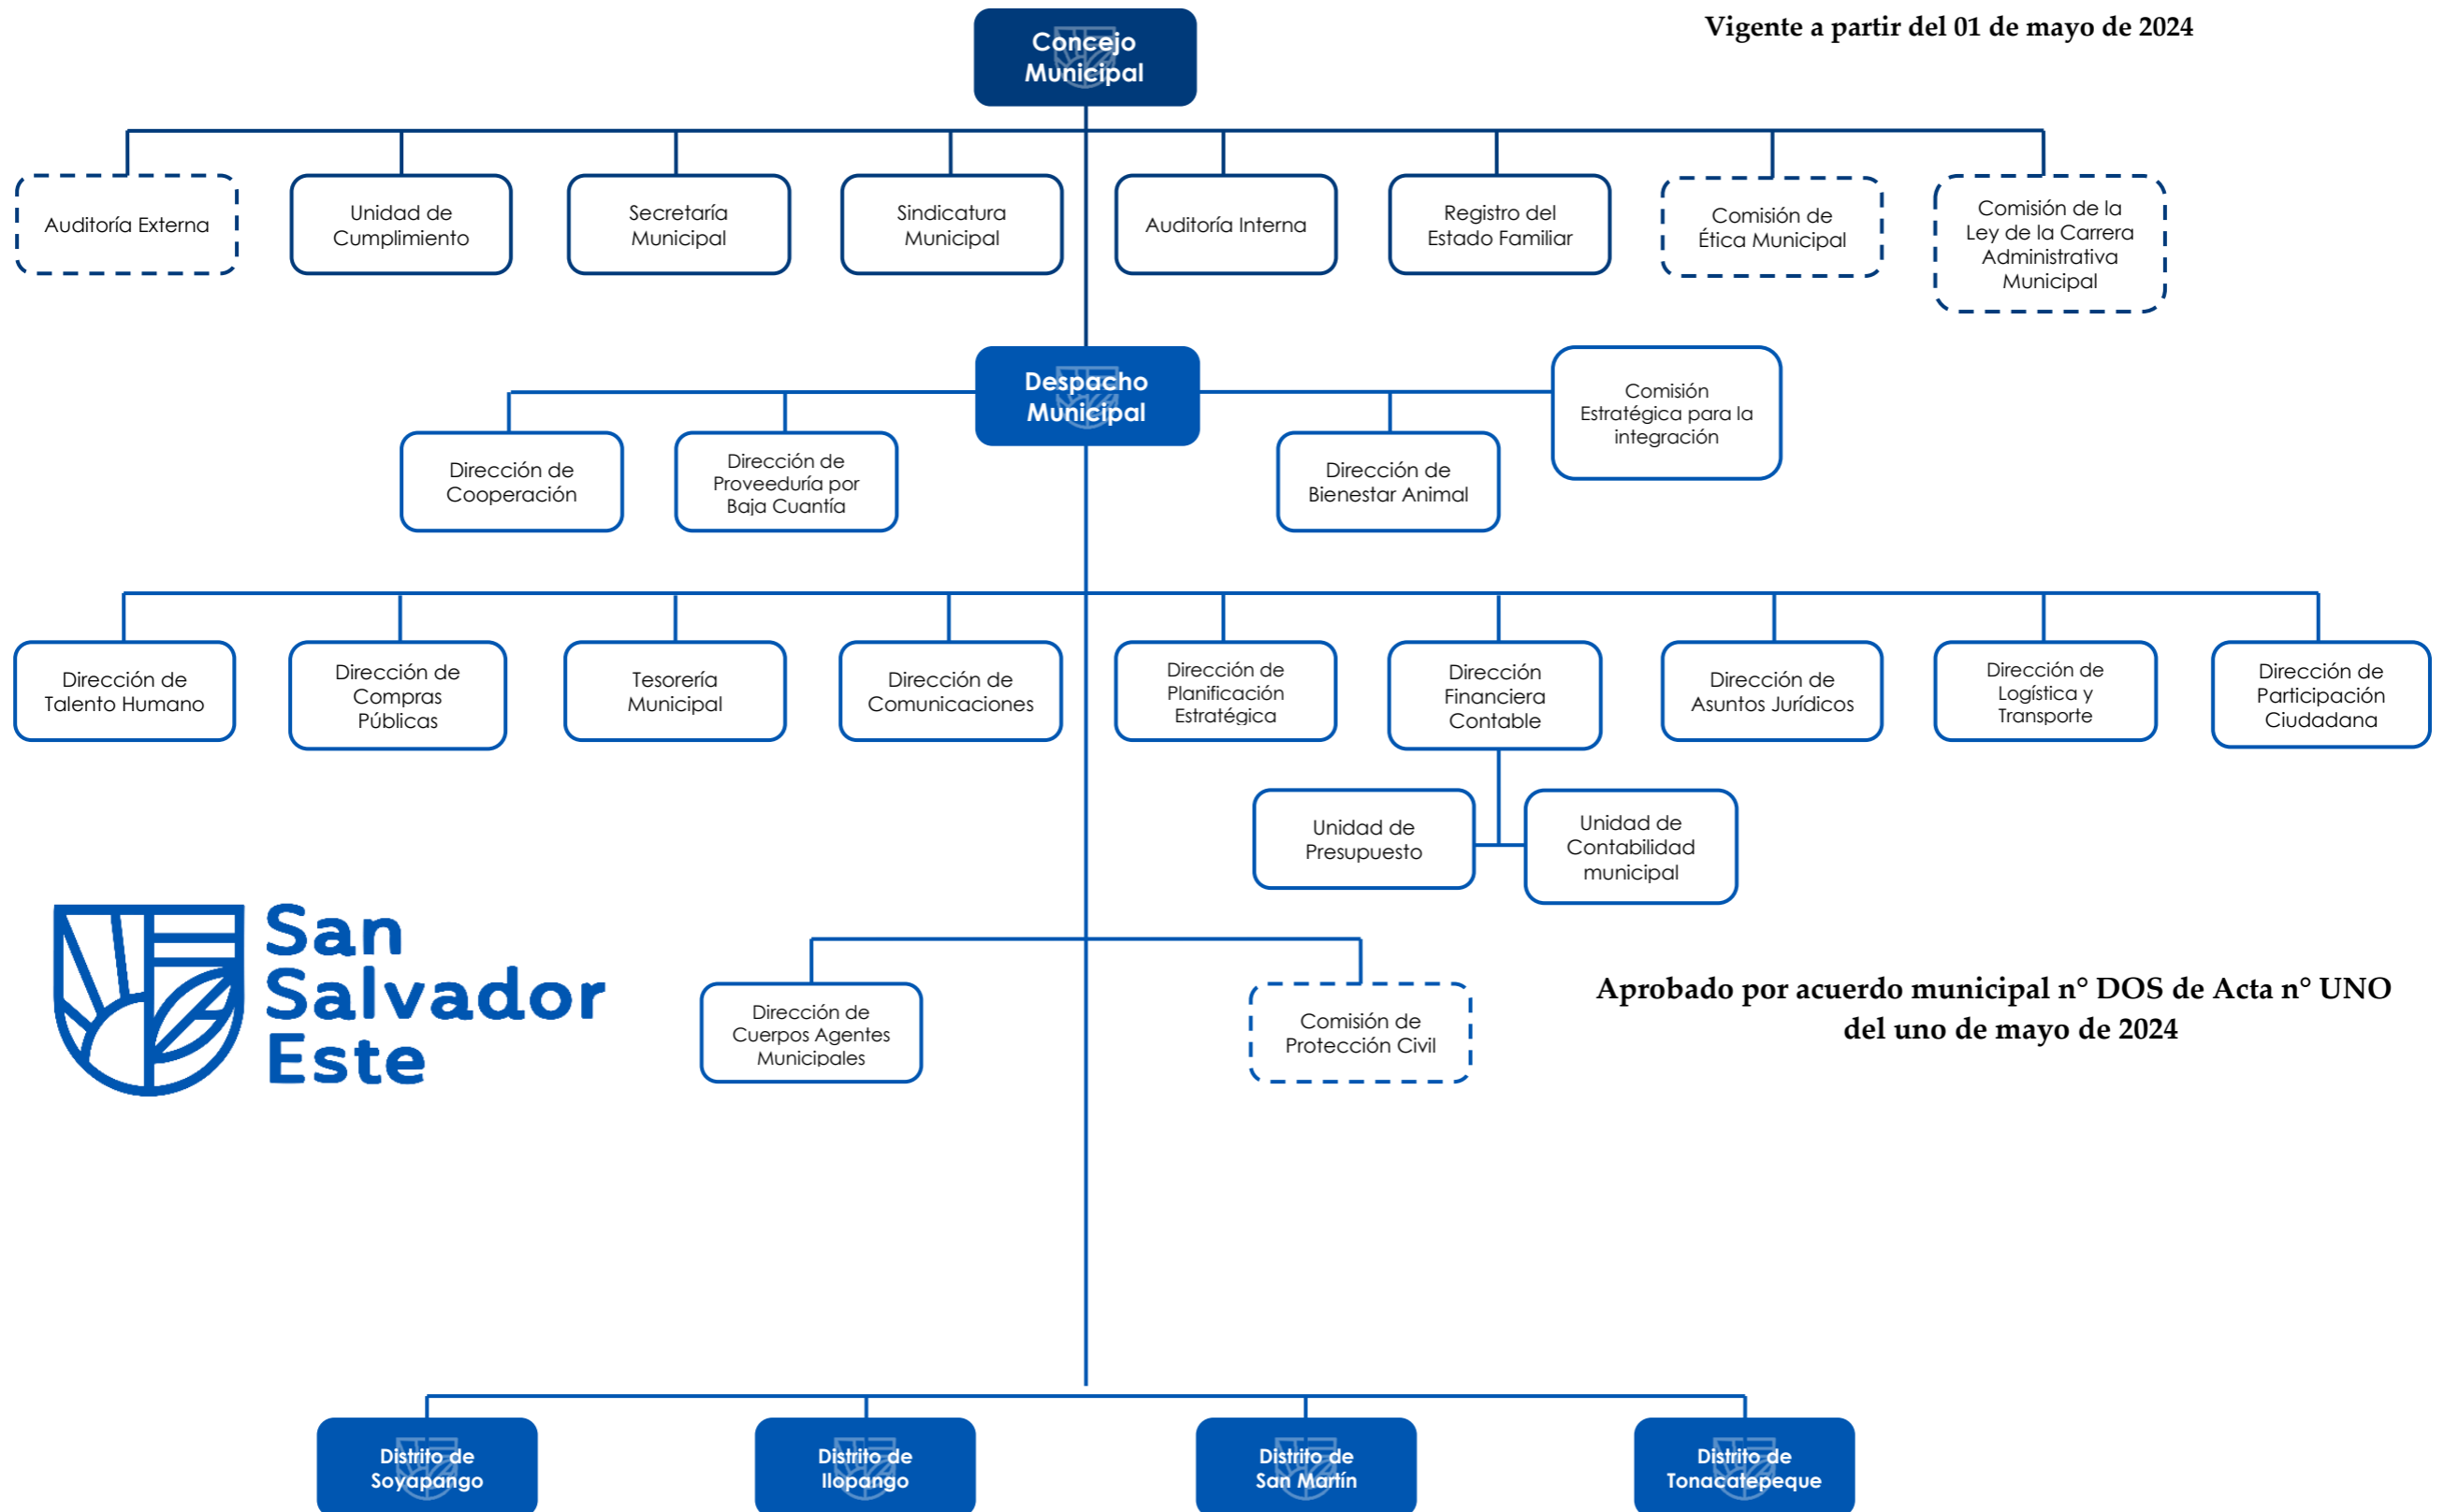 Vigente a partir del 01 de mayo de 2024
Concejo
Municipal
Auditoría Externa
Unidad de
Cumplimiento
Secretaría
Municipal
Sindicatura
Municipal
Auditoría Interna
Registro del
Estado Familiar
Comisión de
Ética Municipal
Comisión de la
Ley de la Carrera
Administrativa
Municipal
Despacho
Municipal
Dirección de
Cooperación
Dirección de
Proveeduría por
Baja Cuantía
Dirección de
Bienestar Animal
Comisión
Estratégica para la
integración
Dirección de
Talento Humano
Dirección de
Compras
Públicas
Tesorería
Municipal
Dirección de
Comunicaciones
Dirección de
Planificación
Estratégica
Dirección
Financiera
Contable
Dirección de
Asuntos Jurídicos
Dirección de
Logística y
Transporte
Dirección de
Participación
Ciudadana
Unidad de
Presupuesto
Unidad de
Contabilidad
municipal
San
Salvador
Este
Dirección de
Cuerpos Agentes
Municipales
Comisión de
Protección Civil
Aprobado por acuerdo municipal n° DOS de Acta n° UNO
del uno de mayo de 2024
Distrito de
Soyapango
Distrito de
Ilopango
Distrito de
San Martín
Distrito de
Tonacatepeque